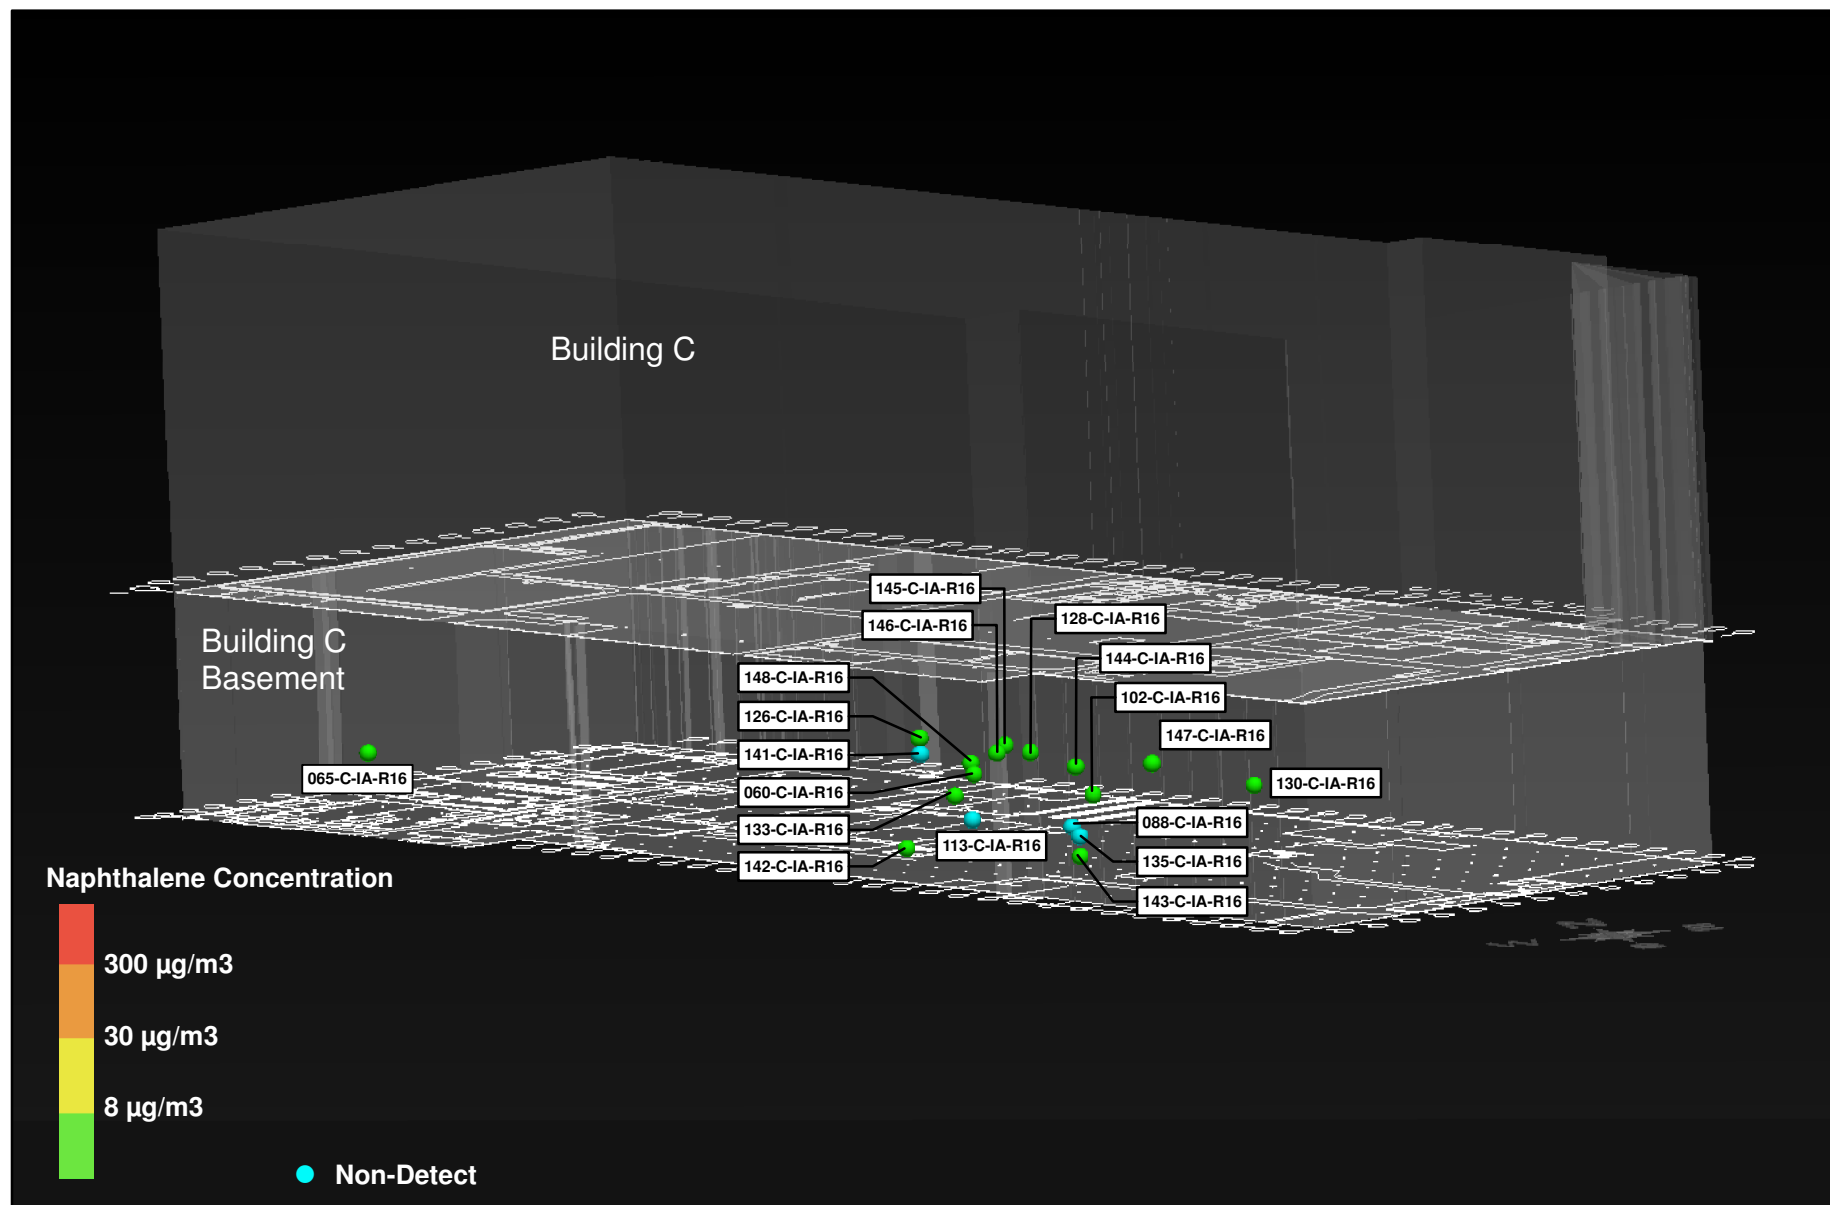 Building C
145-C-IA-R16
146-C-IA-R16
128-C-IA-R16
Building C
Basement
144-C-IA-R16
148-C-IA-R16
102-C-IA-R16
126-C-IA-R16
147-C-IA-R16
141-C-IA-R16
065-C-IA-R16
130-C-IA-R16
060-C-IA-R16
088-C-IA-R16
133-C-IA-R16
113-C-IA-R16
135-C-IA-R16
142-C-IA-R16
143-C-IA-R16
Naphthalene Concentration
300 µg/m3
30 µg/m3
8 µg/m3
Non-Detect